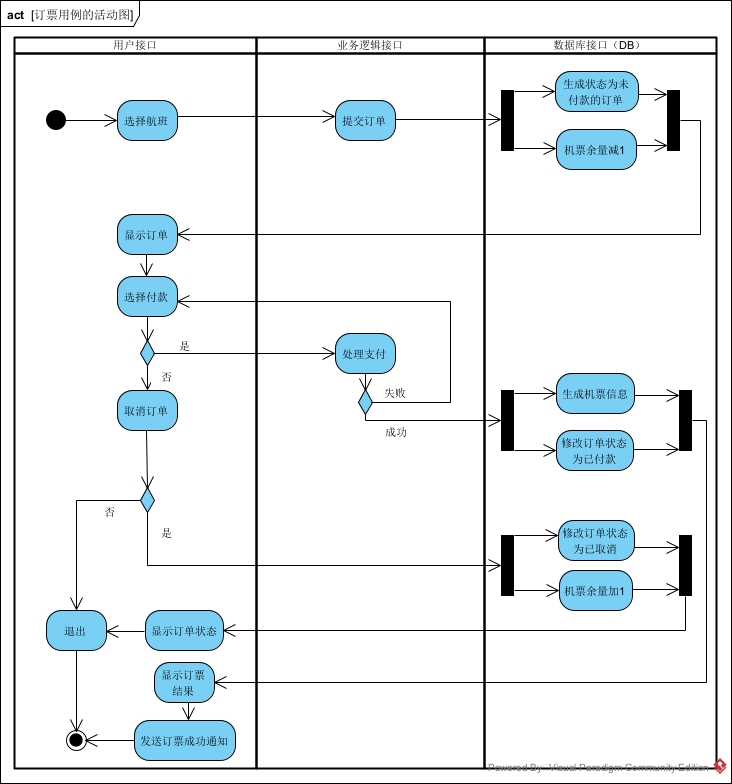 act [订票用例的活动图]
用户接口 业务逻辑接口 数据库接口（DB）
生成状态为未
付款的订单
选择航班
提交订单
机票余量减1
显示订单
选择付款
是
处理支付
否
失败
取消订单
生成机票信息
成功
修改订单状态
为已付款
否
是
修改订单状态
为已取消
机票余量加1
退出
显示订单状态
显示订票
结果
发送订票成功通知
Powered By: Visual Paradigm Community Edition